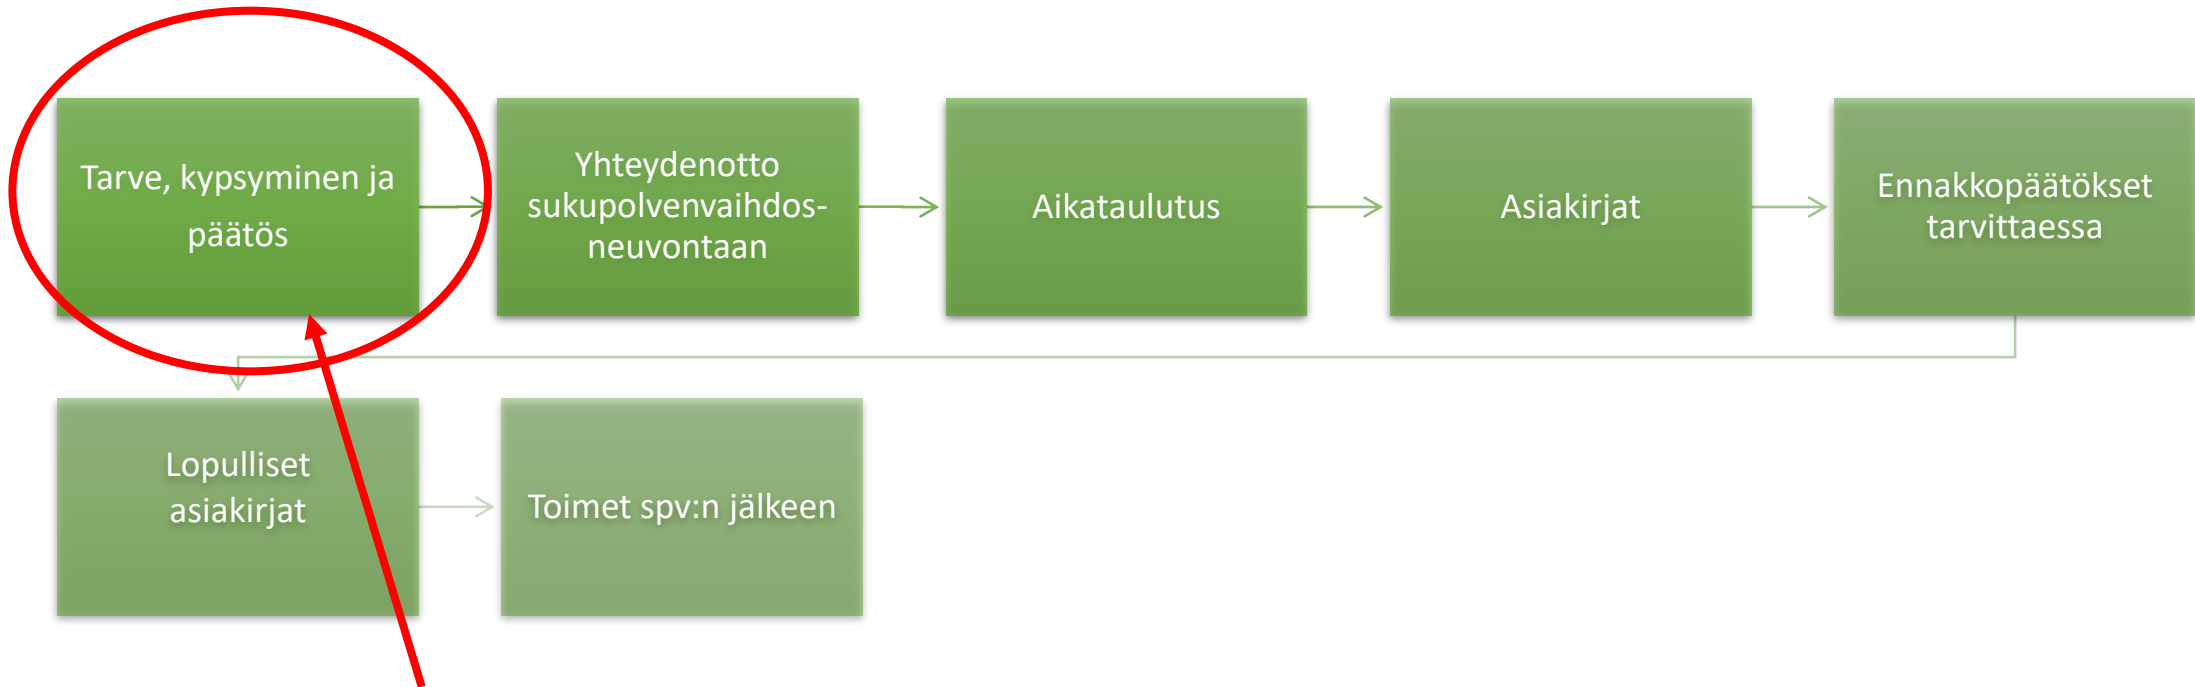 Tarve, kypsyminen ja
päätös
Yhteydenotto
sukupolvenvaihdos-
neuvontaan
Aikataulutus
Asiakirjat
Ennakkopäätökset
tarvittaessa
Lopulliset
asiakirjat
Toimet spv:n jälkeen